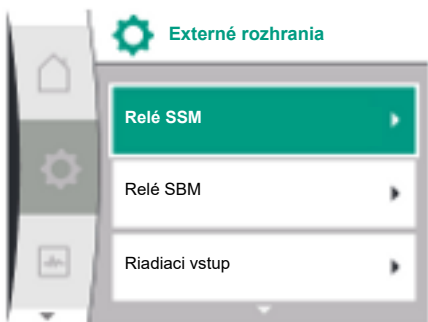 Externé rozhrania
Relé SSM
Relé SBM
Riadiaci vstup